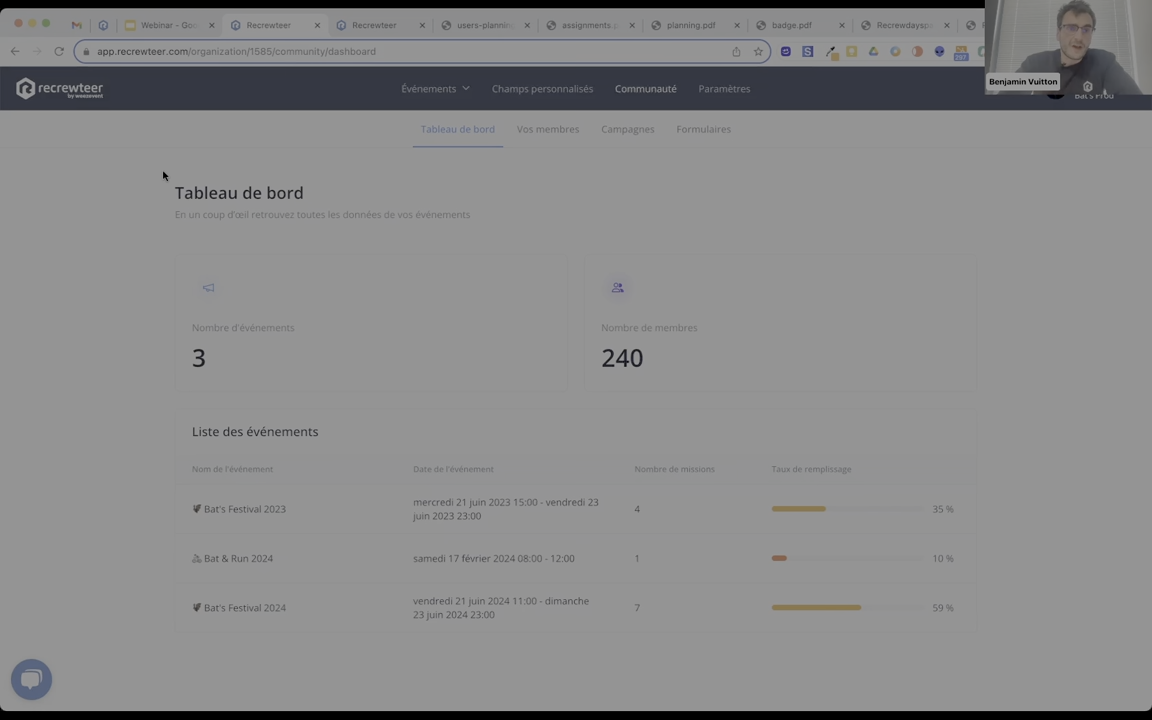 Webinar - Goo
Recrewteer
Recrewteer
users-planning
assignments.
planning.pdf
badge.pdf
Recrewdaysp
app.recrewteer.com/organization/1585/community/dashboard
Benjamin Vuitton
recrewteer
by weezevent
Événements
Champs personnalisés
Communauté
Paramètres
Bat's Prod
Tableau de bord
Vos membres
Campagnes
Formulaires
Tableau de bord
En un coup d'œil retrouvez toutes les données de vos événements
Nombre d'événements
3
Nombre de membres
240
Liste des événements
Nom de l'événement
Date de l'événement
Nombre de missions
Taux de remplissage
Bat's Festival 2023
mercredi 21 juin 2023 15:00 - vendredi 23
juin 2023 23:00
4
35 %
Bat & Run 2024
samedi 17 février 2024 08:00 - 12:00
1
10 %
Bat's Festival 2024
vendredi 21 juin 2024 11:00 - dimanche
23 juin 2024 23:00
7
59 %